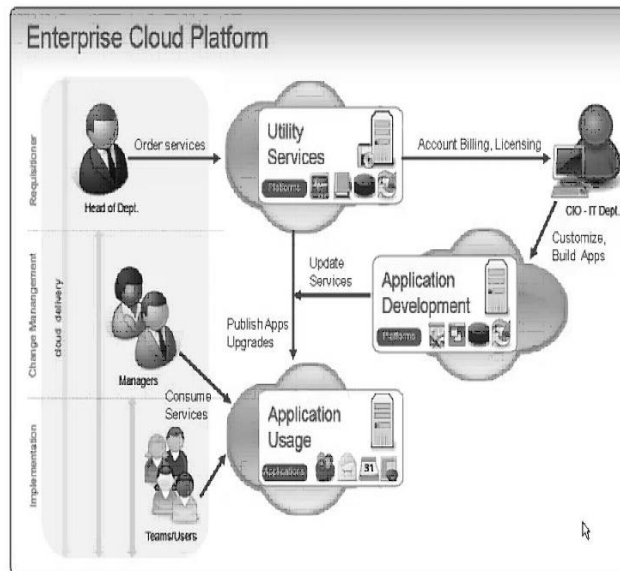 Enterprise Cloud Platform
Requisitioner
Head of Dept.
Order services
Utility
Services
Platforms
Account Billing, Licensing
CIO - IT Dept.
Customize,
Build Apps
Change Manangement
cloud delivery
Managers
Update
Services
Application
Development
Platforms
Publish Apps
Upgrades
Consume
Services
Implementation
Teams/Users
Application
Usage
Applications
31